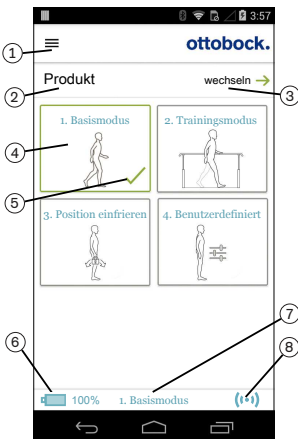 3:57
1
ottobock.
2
Produkt
wechseln
3
4
1. Basismodus
2. Trainingsmodus
5
3. Position einfrieren
4. Benutzerdefiniert
6
7
8
100%
1. Basismodus